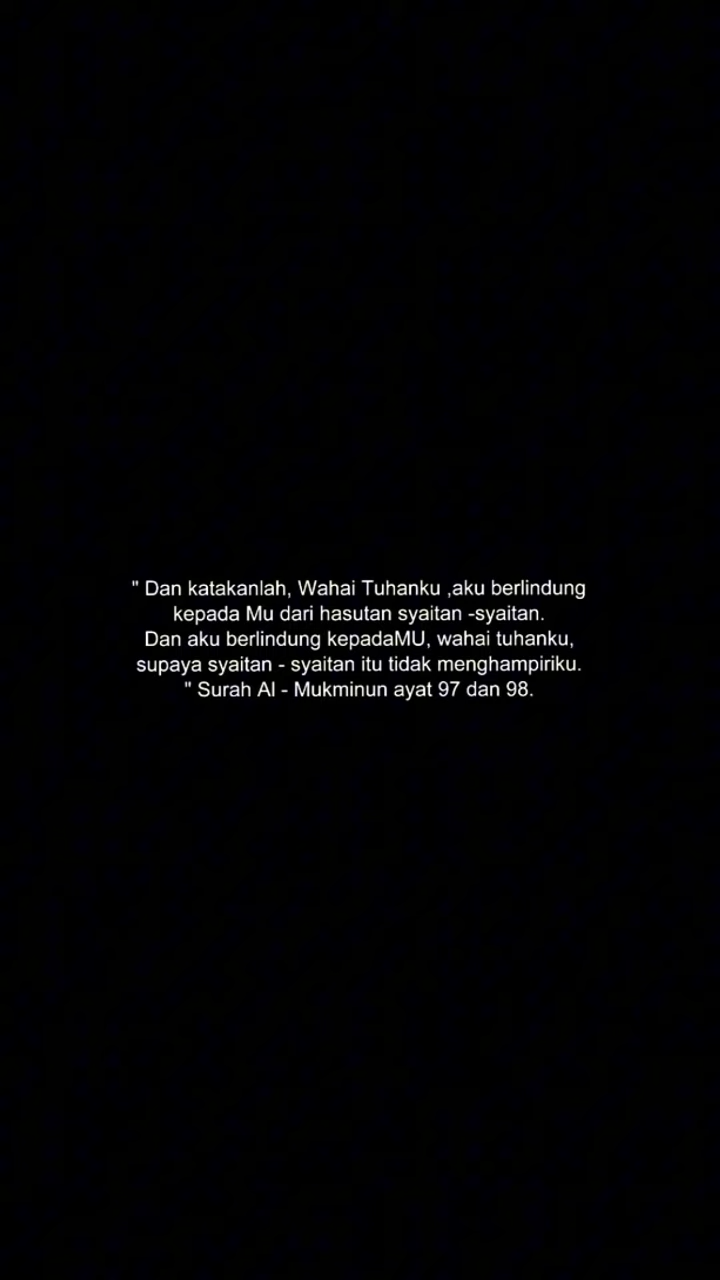 " Dan katakanlah, Wahai Tuhanku ,aku berlindung
kepada Mu dari hasutan syaitan -syaitan.
Dan aku berlindung kepadaMU, wahai tuhanku,
supaya syaitan - syaitan itu tidak menghampiriku.
" Surah Al - Mukminun ayat 97 dan 98.